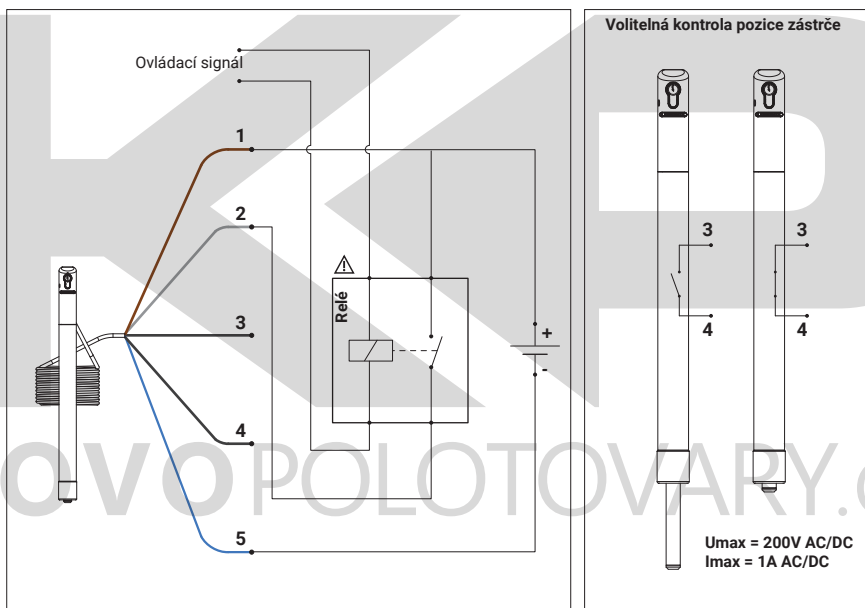 Volitelná kontrola pozice zástrče
Ovládací signál
1
2
3
4
5
Relé
+
-
3
4
3
4
Umax = 200V AC/DC
Imax = 1A AC/DC
KP
OVOPOLOTOVARY.